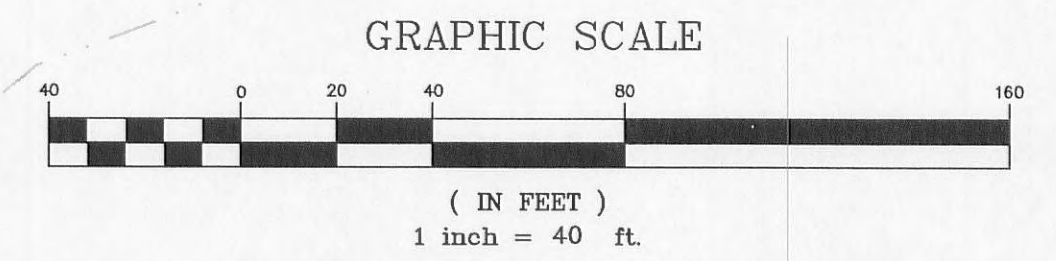 GRAPHIC SCALE
40 0 20 40 80 160
( IN FEET )
1 inch = 40 ft.